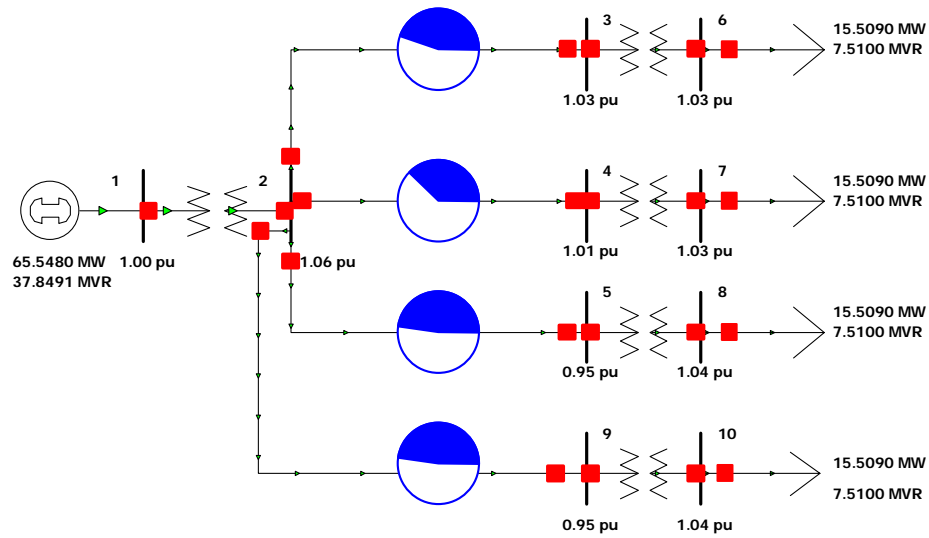 3
6
15.5090 MW
7.5100 MVR
1.03 pu
1.03 pu
1
2
4
7
15.5090 MW
7.5100 MVR
65.5480 MW
37.8491 MVR
1.00 pu
1.06 pu
1.01 pu
1.03 pu
5
8
15.5090 MW
7.5100 MVR
0.95 pu
1.04 pu
9
10
15.5090 MW
7.5100 MVR
0.95 pu
1.04 pu